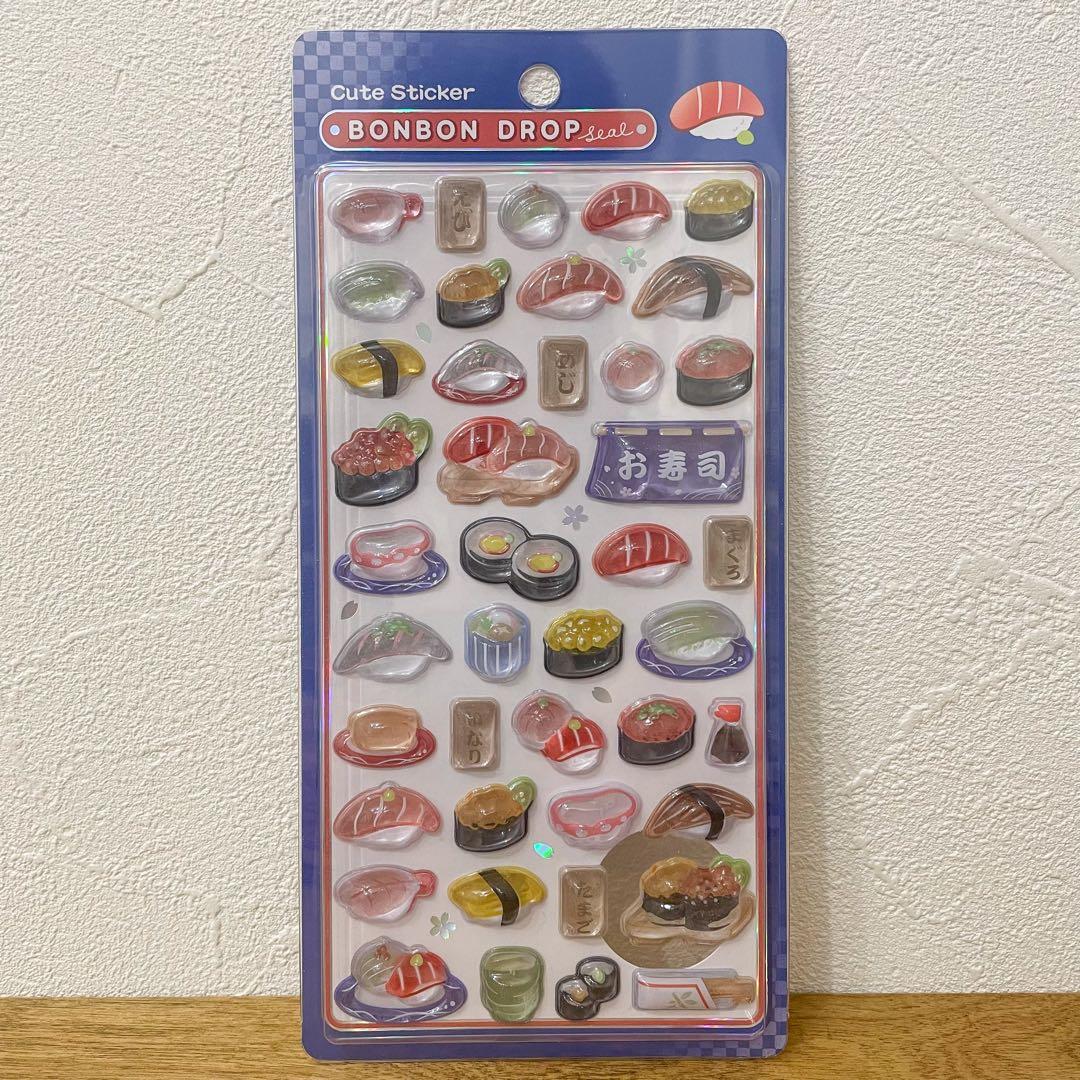 Cute Sticker
BONBON DROP seal
えび
あじ
お寿司
まぐろ
いなり
たまご